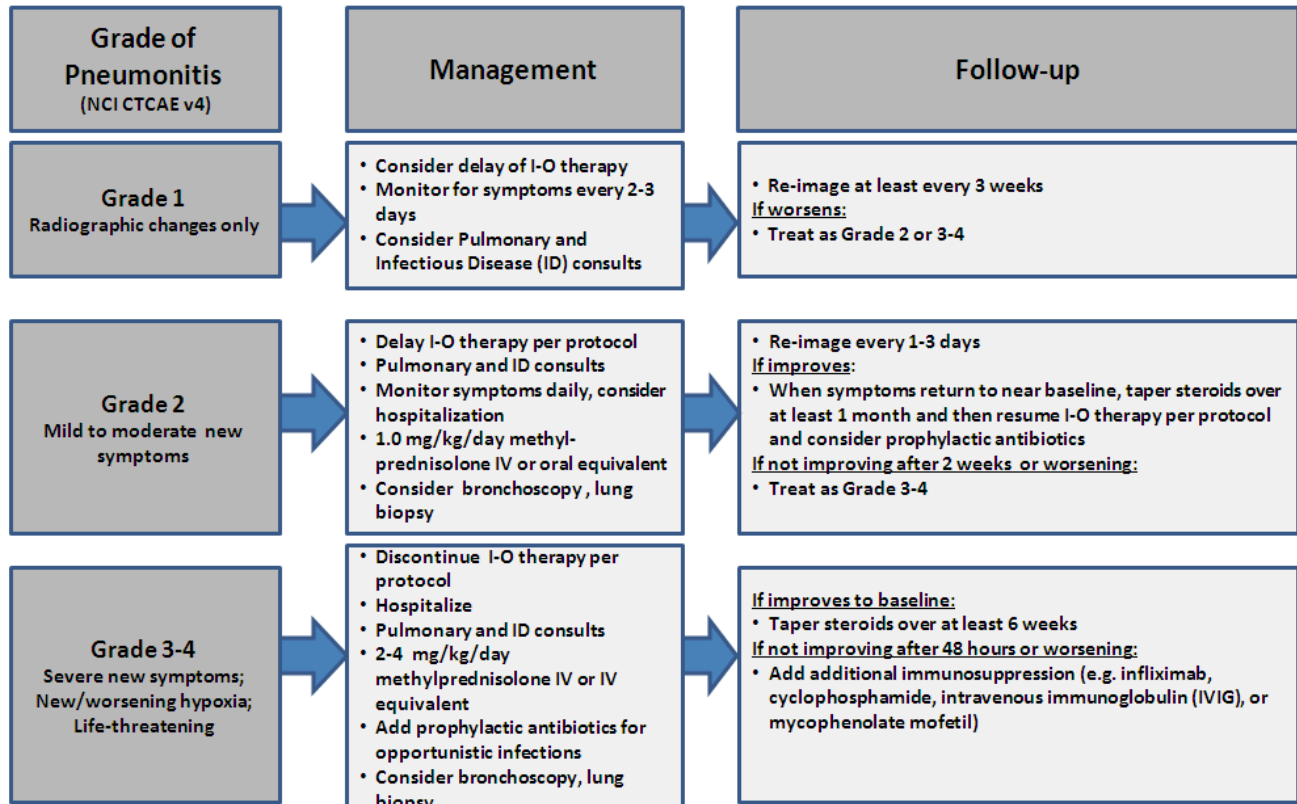 Grade of
Pneumonitis
(NCI CTCAE v4)
Management
Follow-up
Grade 1
Radiographic changes only
• Consider delay of I-O therapy
• Monitor for symptoms every 2-3
days
• Consider Pulmonary and
Infectious Disease (ID) consults
• Re-image at least every 3 weeks
If worsens:
• Treat as Grade 2 or 3-4
Grade 2
Mild to moderate new
symptoms
• Delay I-O therapy per protocol
• Pulmonary and ID consults
• Monitor symptoms daily, consider
hospitalization
• 1.0 mg/kg/day methyl-
prednisolone IV or oral equivalent
• Consider bronchoscopy , lung
biopsy
• Re-image every 1-3 days
If improves:
• When symptoms return to near baseline, taper steroids over
at least 1 month and then resume I-O therapy per protocol
and consider prophylactic antibiotics
If not improving after 2 weeks or worsening:
• Treat as Grade 3-4
Grade 3-4
Severe new symptoms;
New/worsening hypoxia;
Life-threatening
• Discontinue I-O therapy per
protocol
• Hospitalize
• Pulmonary and ID consults
• 2-4 mg/kg/day
methylprednisolone IV or IV
equivalent
• Add prophylactic antibiotics for
opportunistic infections
• Consider bronchoscopy, lung
biopsy
If improves to baseline:
• Taper steroids over at least 6 weeks
If not improving after 48 hours or worsening:
• Add additional immunosuppression (e.g. infliximab,
cyclophosphamide, intravenous immunoglobulin (IVIG), or
mycophenolate mofetil)